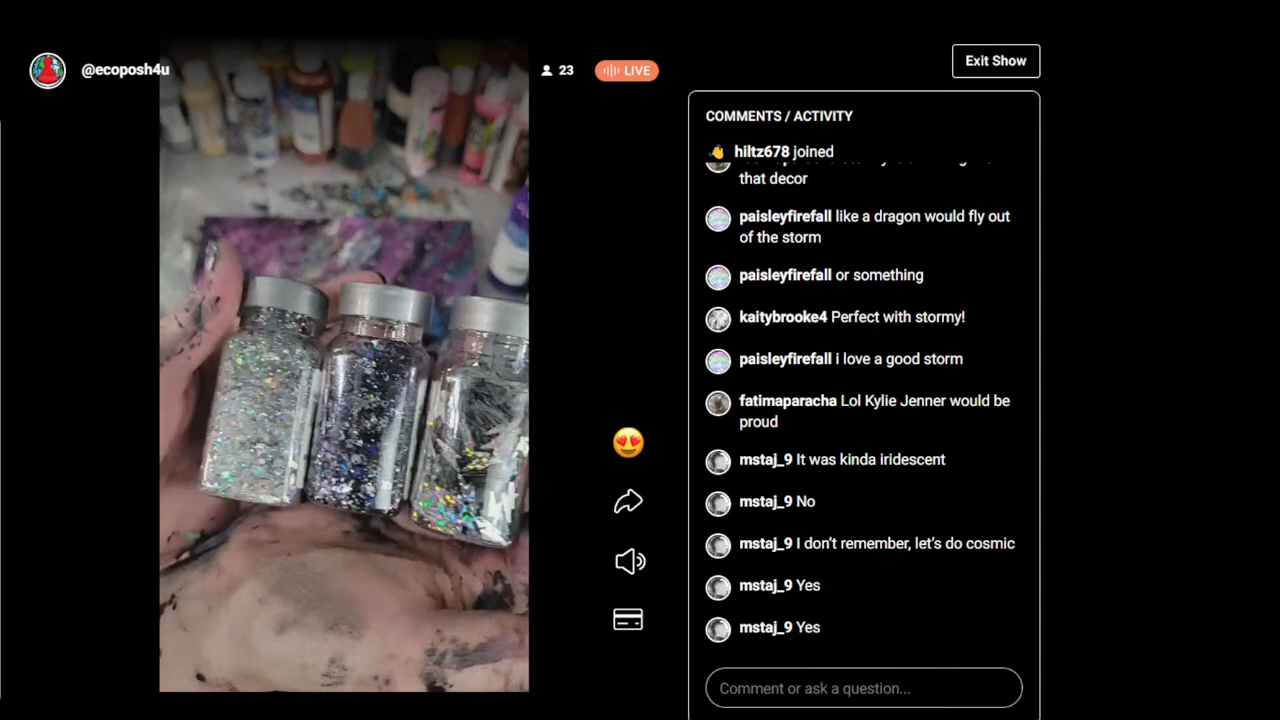 @ecoposh4u
23
LIVE
Exit Show
COMMENTS / ACTIVITY
hiltz678 joined
that decor
paisleyfirefall like a dragon would fly out
of the storm
paisleyfirefall or something
kaitybrooke4 Perfect with stormy!
paisleyfirefall i love a good storm
fatimaparacha Lol Kylie Jenner would be
proud
mstaj_9 It was kinda iridescent
mstaj_9 No
mstaj_9 I don't remember, let's do cosmic
mstaj_9 Yes
mstaj_9 Yes
Comment or ask a question...